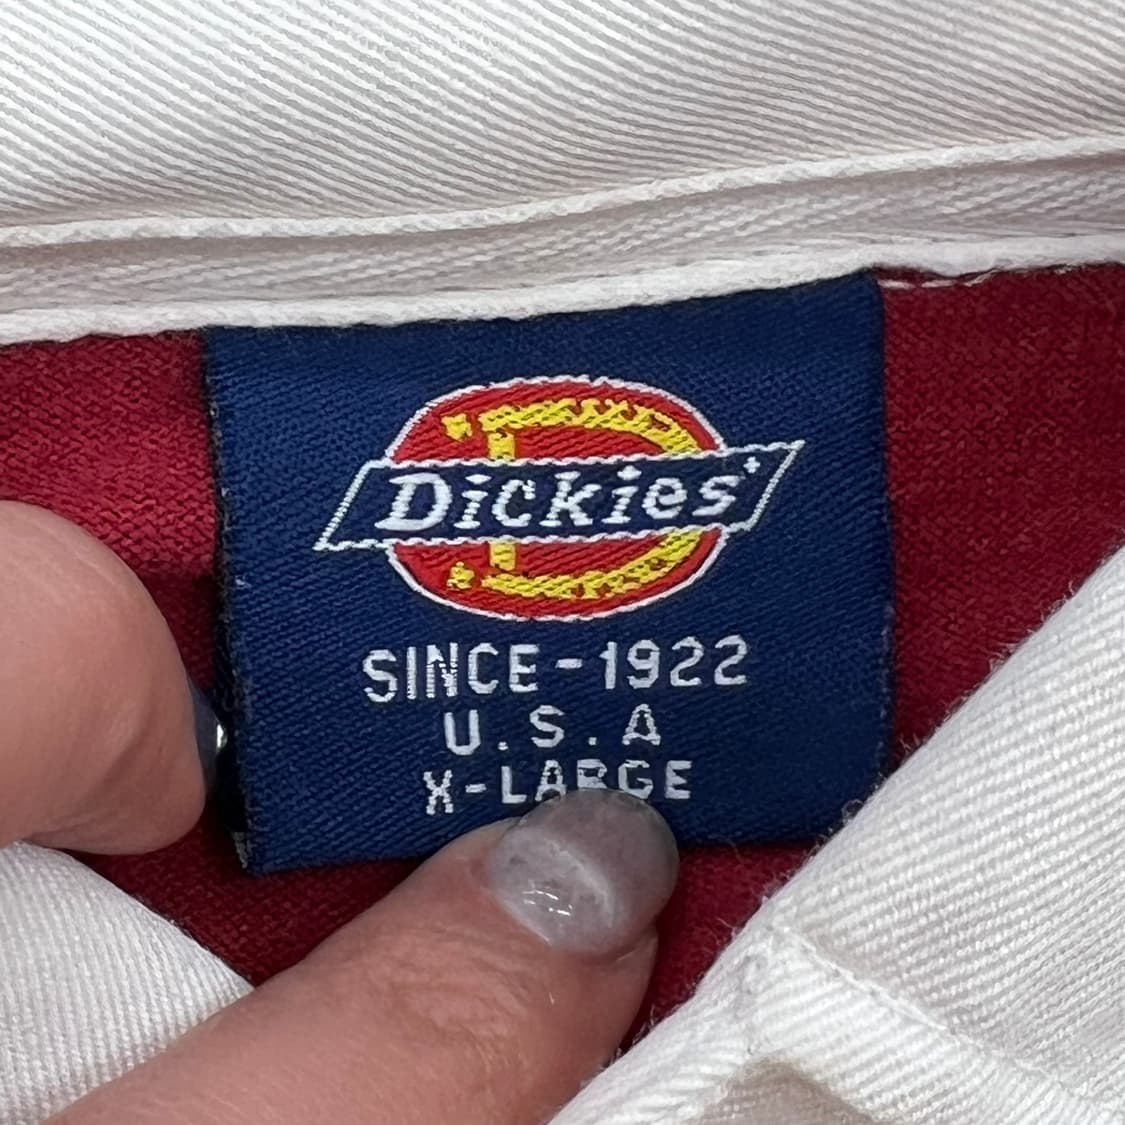 D
Dickies
SINCE-1922
U.S.A
X-LARGE